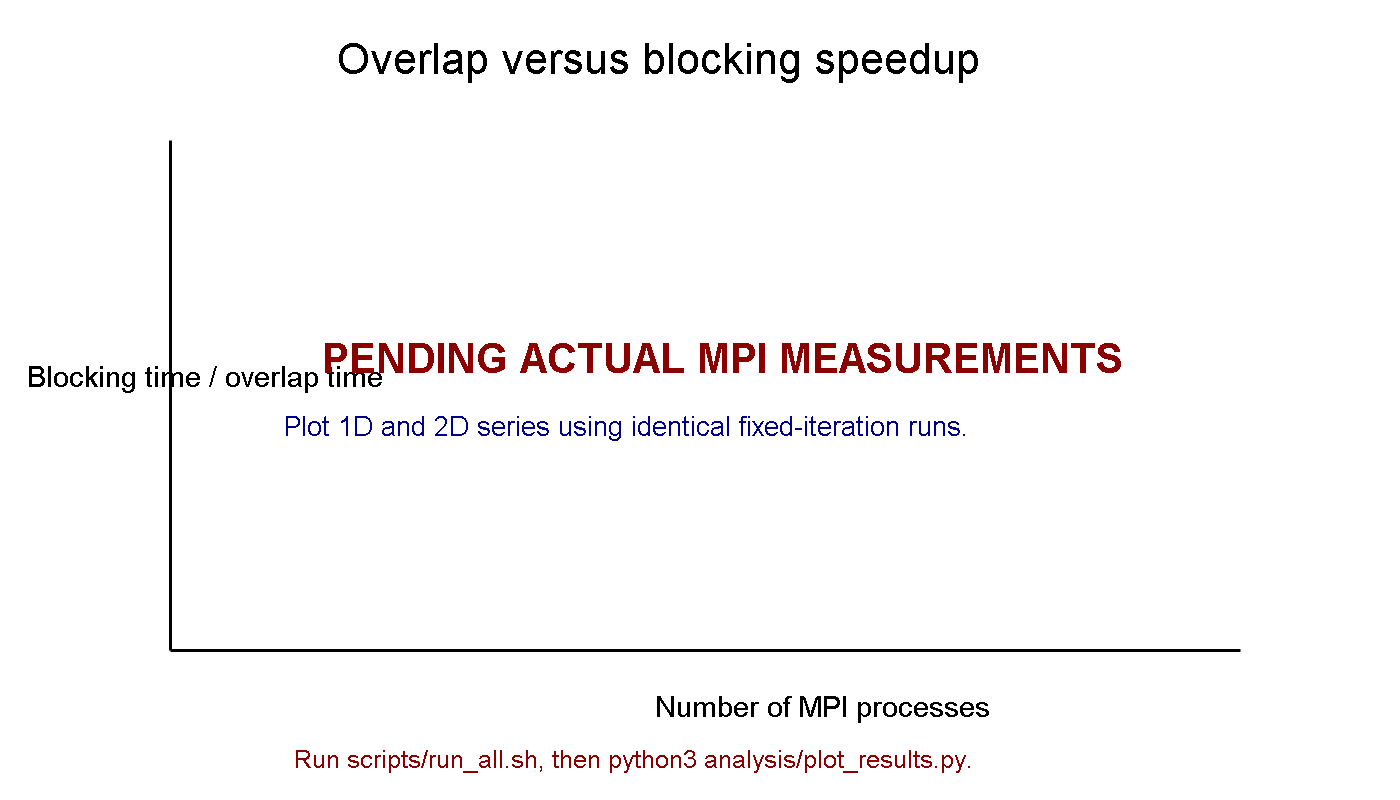 Overlap versus blocking speedup
PENDING ACTUAL MPI MEASUREMENTS
Blocking time / overlap time
Plot 1D and 2D series using identical fixed-iteration runs.
Number of MPI processes
Run scripts/run_all.sh, then python3 analysis/plot_results.py.